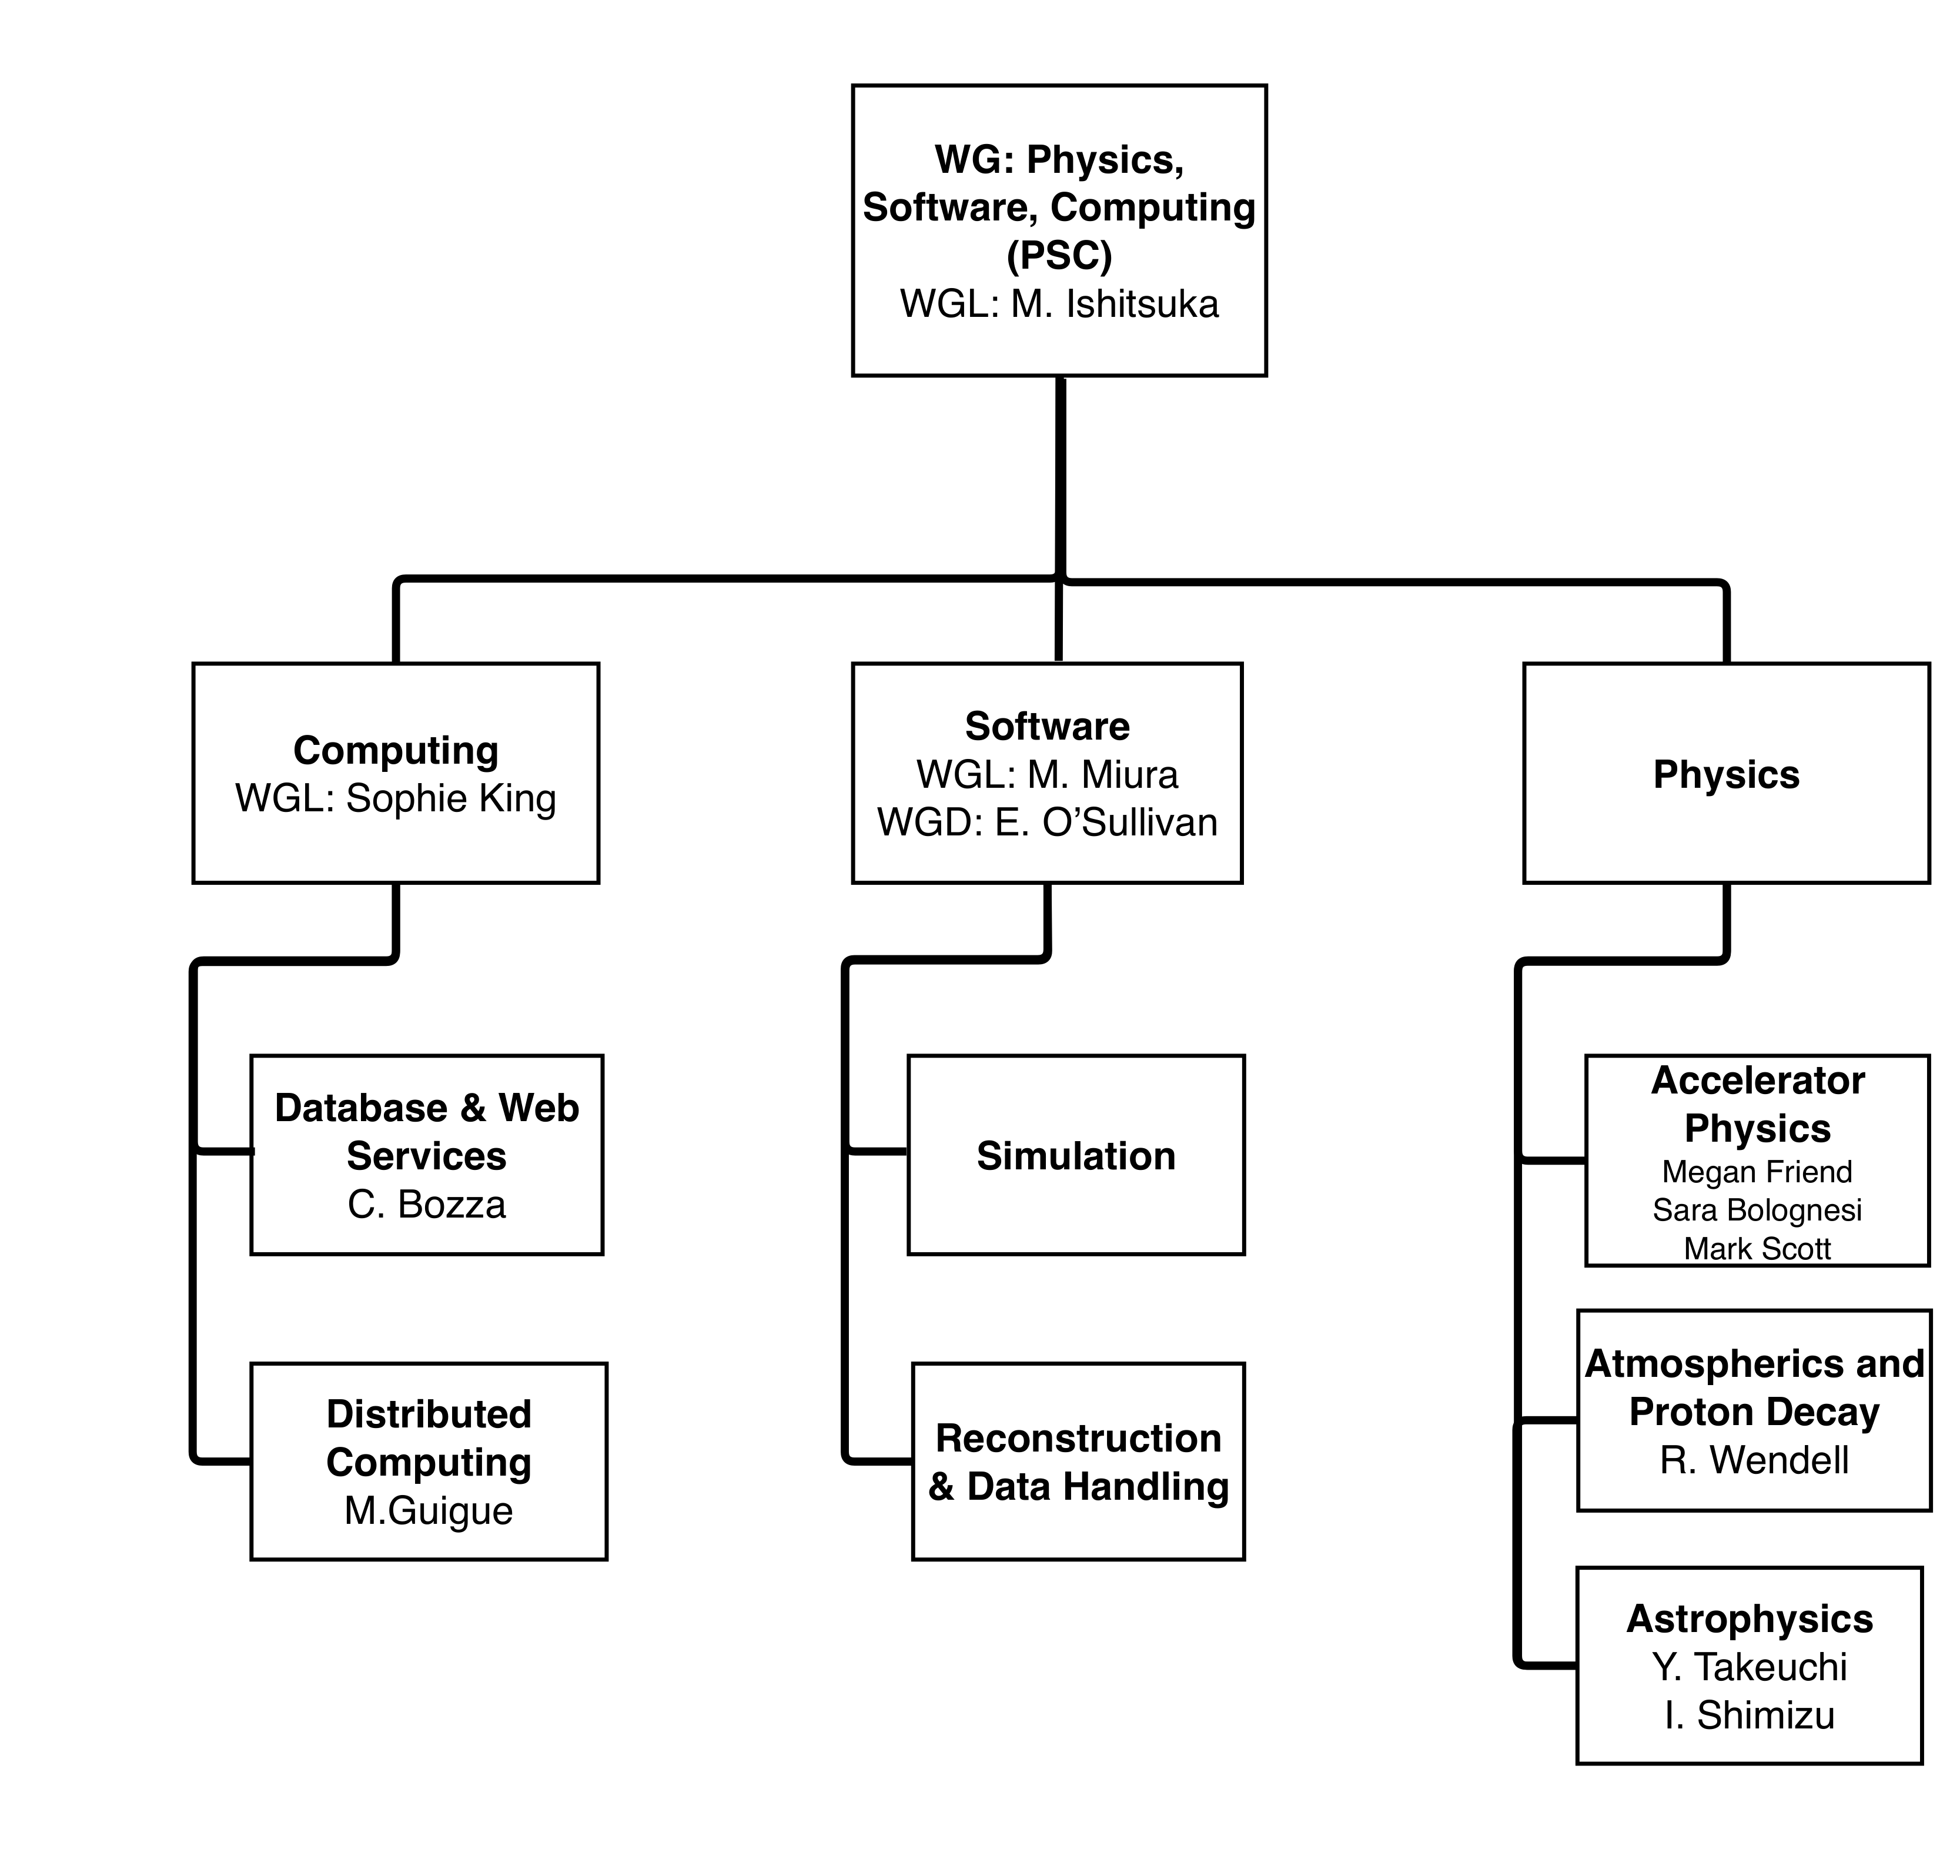 WG: Physics,
Software, Computing
(PSC)
WGL: M. Ishitsuka
Computing
WGL: Sophie King
Software
WGL: M. Miura
WGD: E. O’Sullivan
Physics
Database & Web
Services
C. Bozza
Distributed
Computing
M.Guigue
Simulation
Reconstruction
& Data Handling
Accelerator
Physics
Megan Friend
Sara Bolognesi
Mark Scott
Atmospherics and
Proton Decay
R. Wendell
Astrophysics
Y. Takeuchi
I. Shimizu